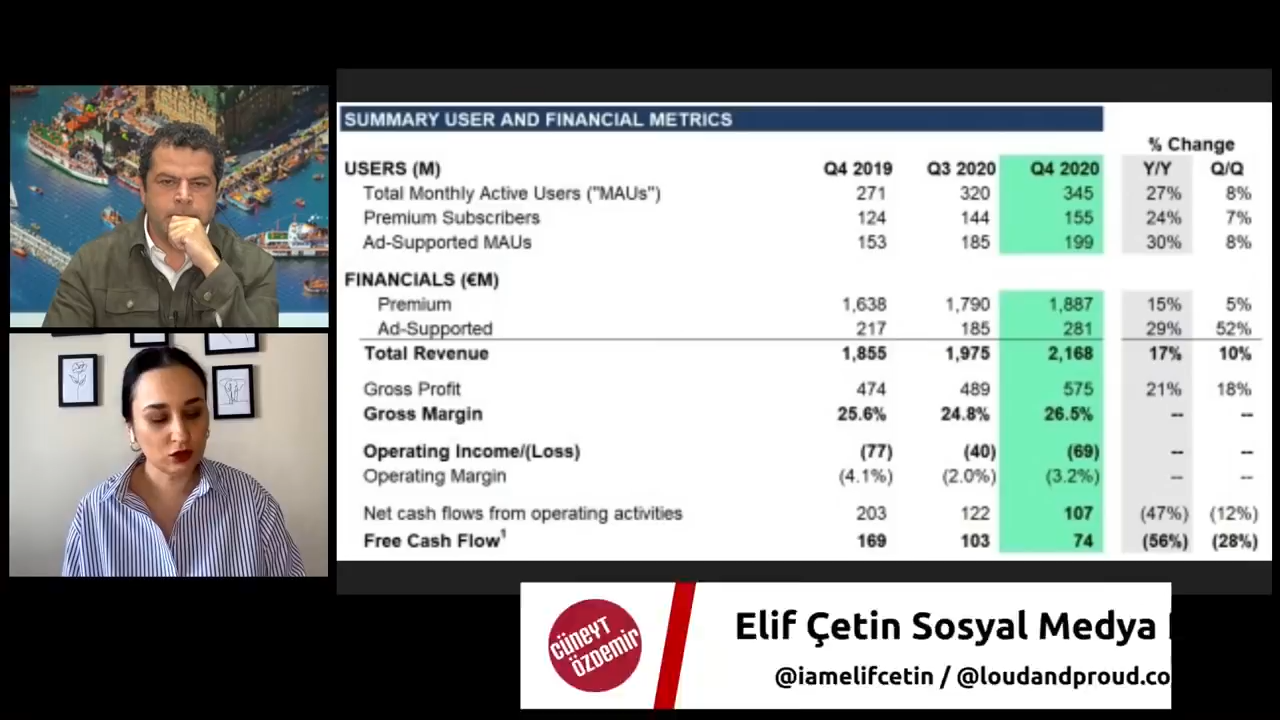 SUMMARY USER AND FINANCIAL METRICS
% Change
USERS (M) Q4 2019 Q3 2020 Q4 2020 Y/Y Q/Q
Total Monthly Active Users ("MAUs") 271 320 345 27% 8%
Premium Subscribers 124 144 155 24% 7%
Ad-Supported MAUs 153 185 199 30% 8%
FINANCIALS (€M)
Premium 1,638 1,790 1,887 15% 5%
Ad-Supported 217 185 281 29% 52%
Total Revenue 1,855 1,975 2,168 17% 10%
Gross Profit 474 489 575 21% 18%
Gross Margin 25.6% 24.8% 26.5% -- --
Operating Income/(Loss) (77) (40) (69) -- --
Operating Margin (4.1%) (2.0%) (3.2%) -- --
Net cash flows from operating activities 203 122 107 (47%) (12%)
Free Cash Flow¹ 169 103 74 (56%) (28%)
CÜNEYT
ÖZDEMİR
Elif Çetin Sosyal Medya
@iamelifcetin / @loudandproud.co